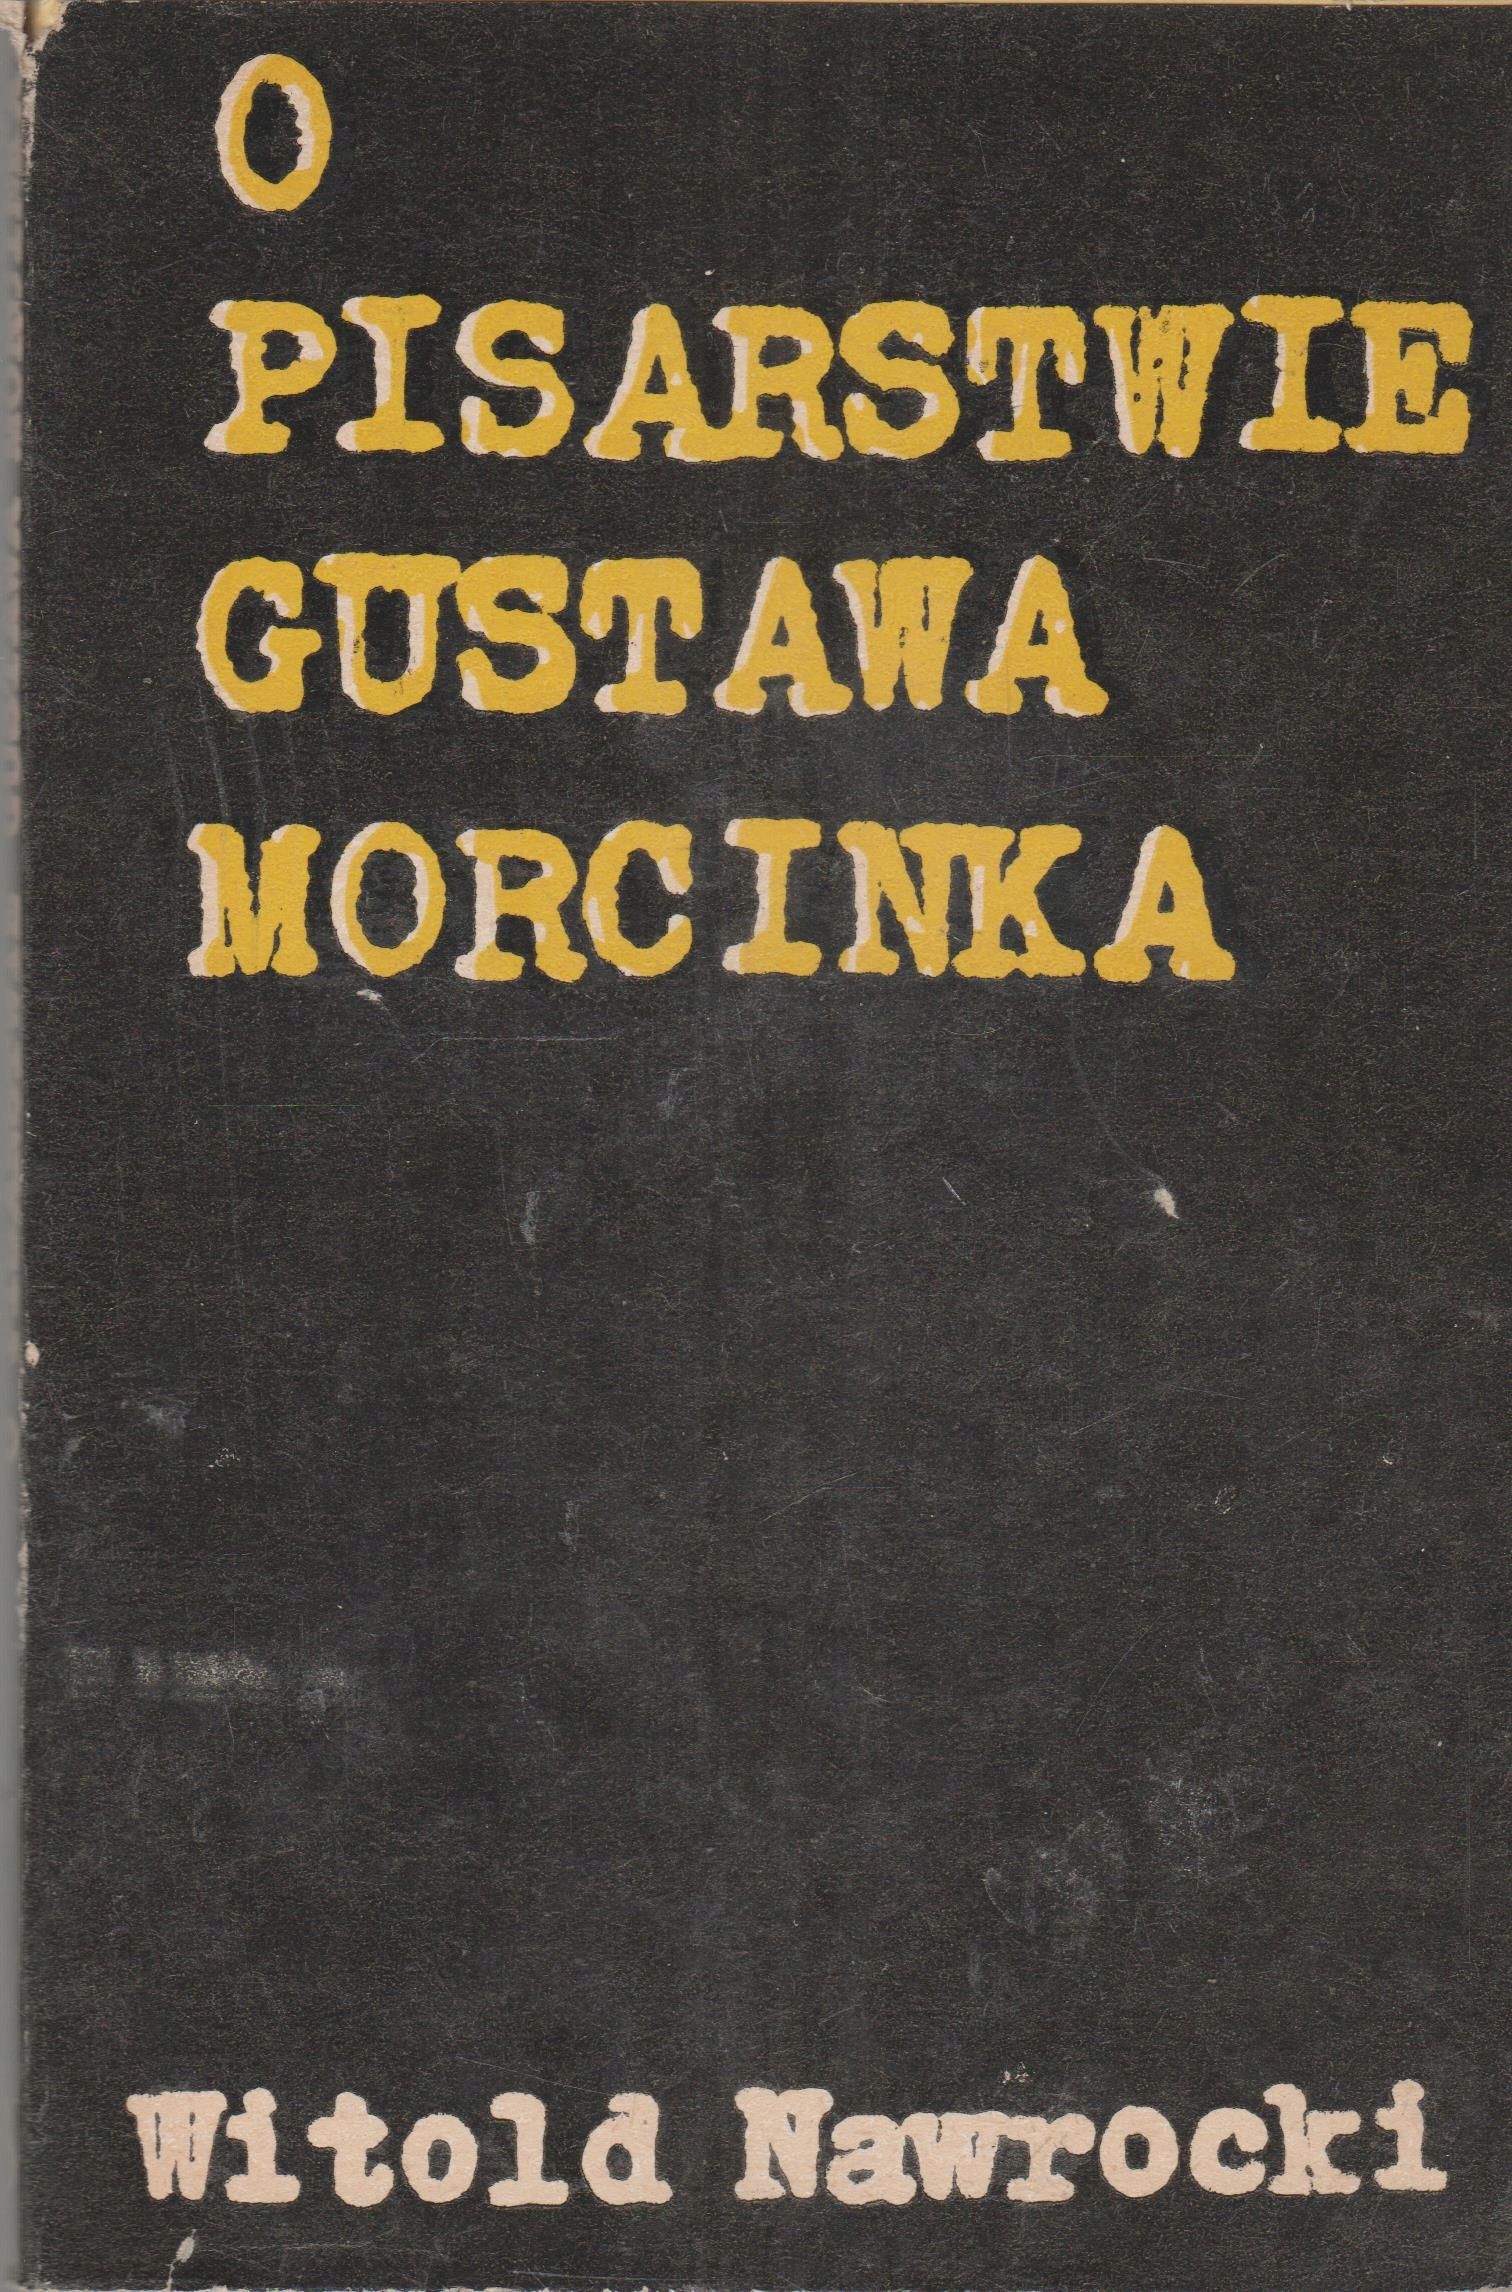 O
PISARSTWIE
GUSTAWA
MORCINKA
Witold Nawrocki